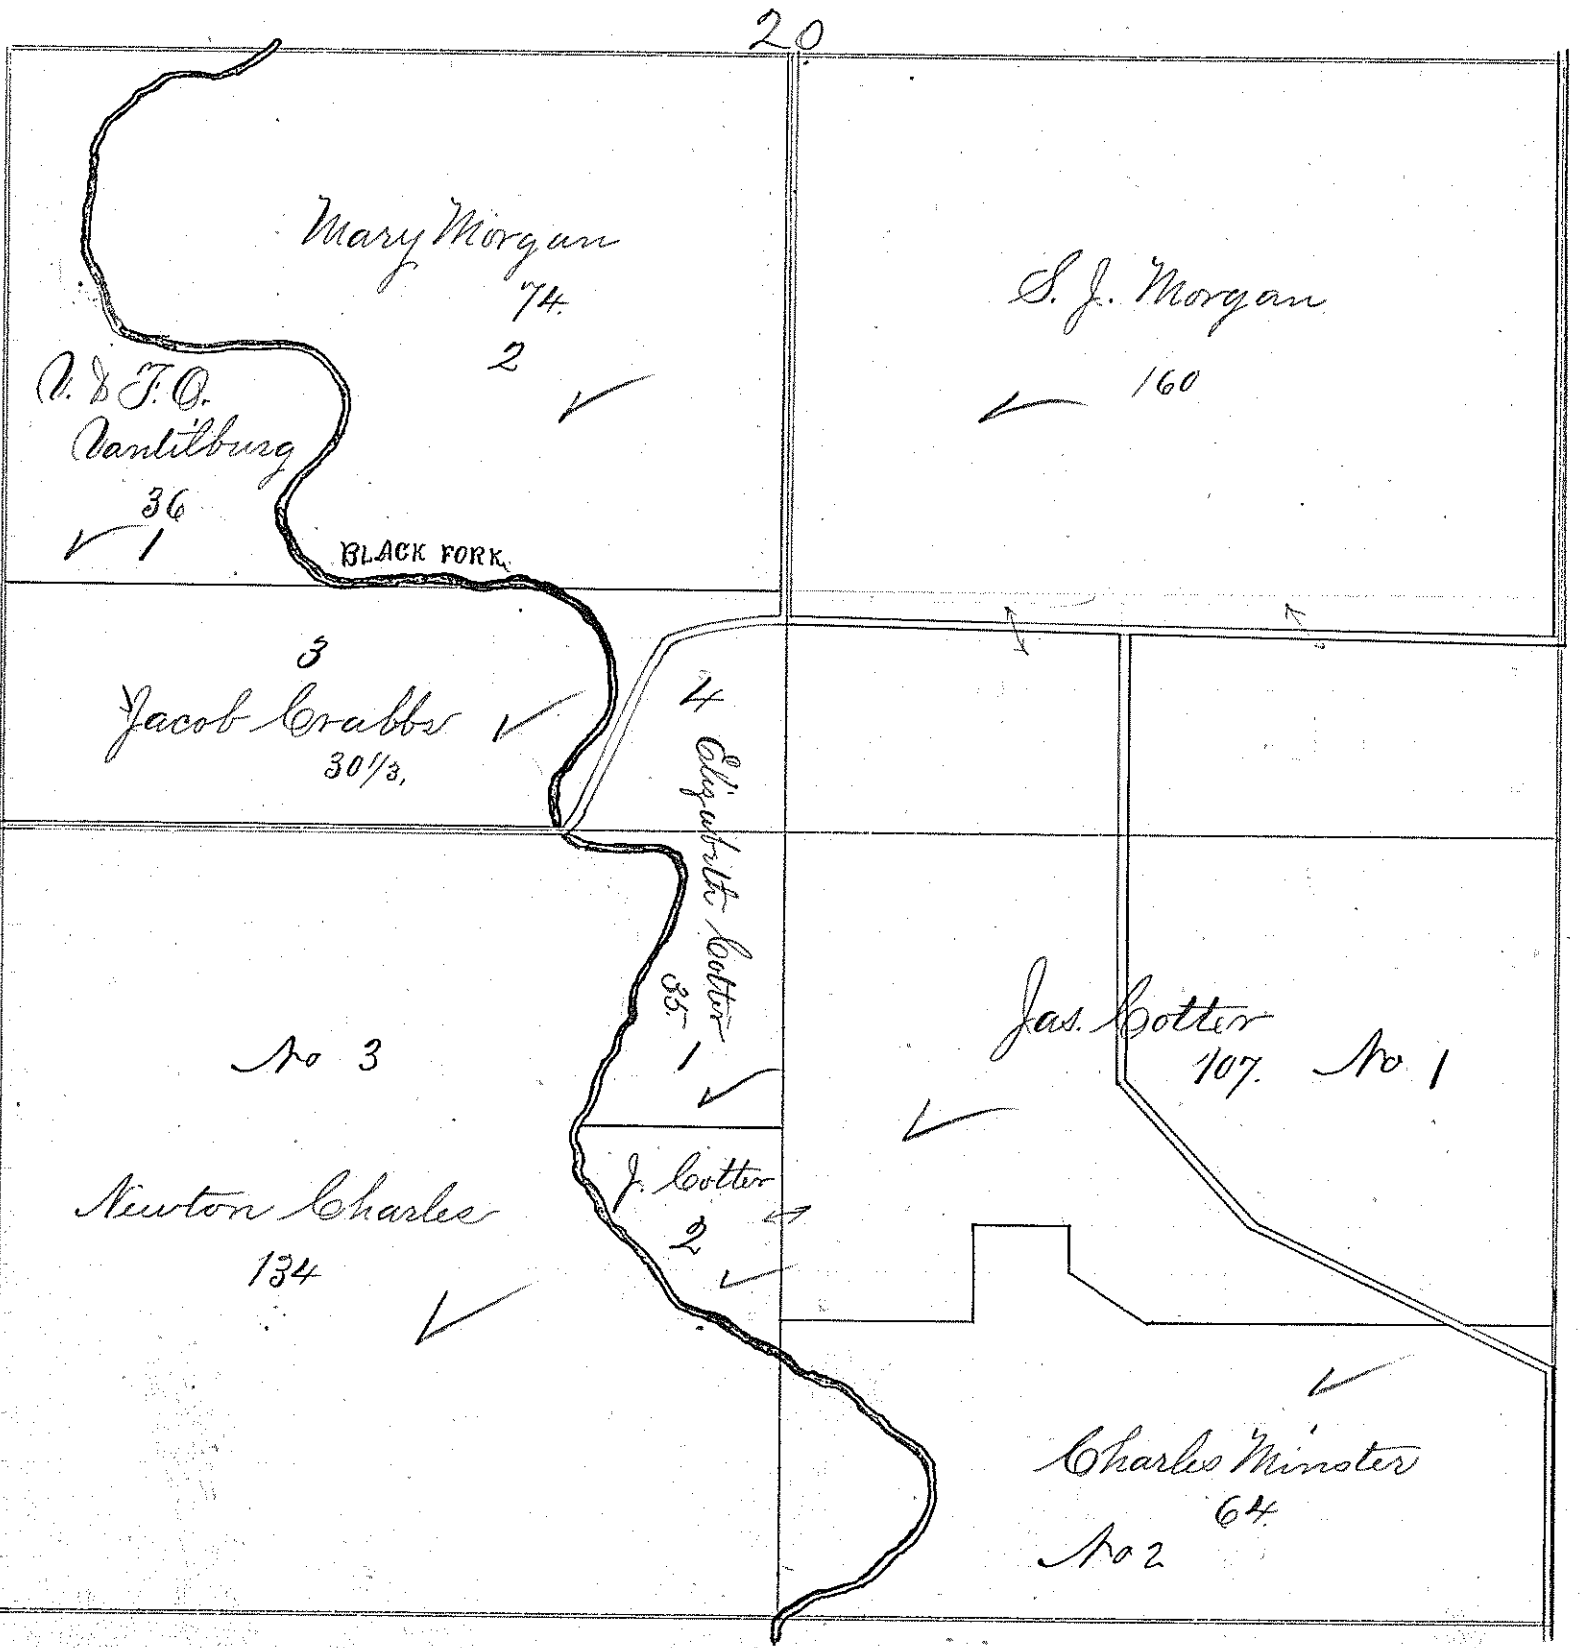 20
Mary Morgan
74.
2
S. J. Morgan
160
V. & F. O.
Vantilburg
36
1
BLACK FORK
3
Jacob Crabbs
30 1/3.
4
Elizabeth Cotter
35
1
No 3
Newton Charles
134
J. Cotter
2
Jas. Cotter
107. No 1
Charles Minster
64
No 2